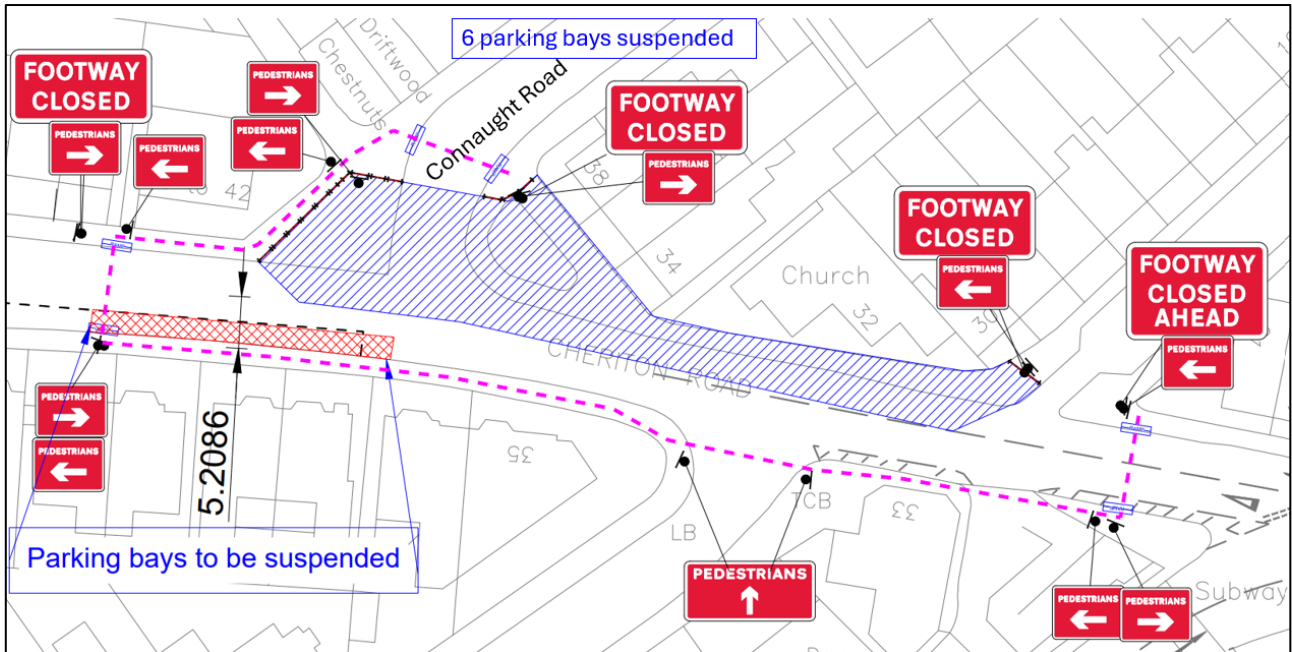 6 parking bays suspended
Driftwood
Chestnuts
Connaught Road
FOOTWAY
CLOSED
PEDESTRIANS
PEDESTRIANS
PEDESTRIANS
PEDESTRIANS
42
FOOTWAY
CLOSED
PEDESTRIANS
38
34
Church
32
FOOTWAY
CLOSED
PEDESTRIANS
FOOTWAY
CLOSED
AHEAD
PEDESTRIANS
CHERITON ROAD
PEDESTRIANS
PEDESTRIANS
5.2086
35
33
TCB
LB
Parking bays to be suspended
PEDESTRIANS
PEDESTRIANS
PEDESTRIANS
Subway